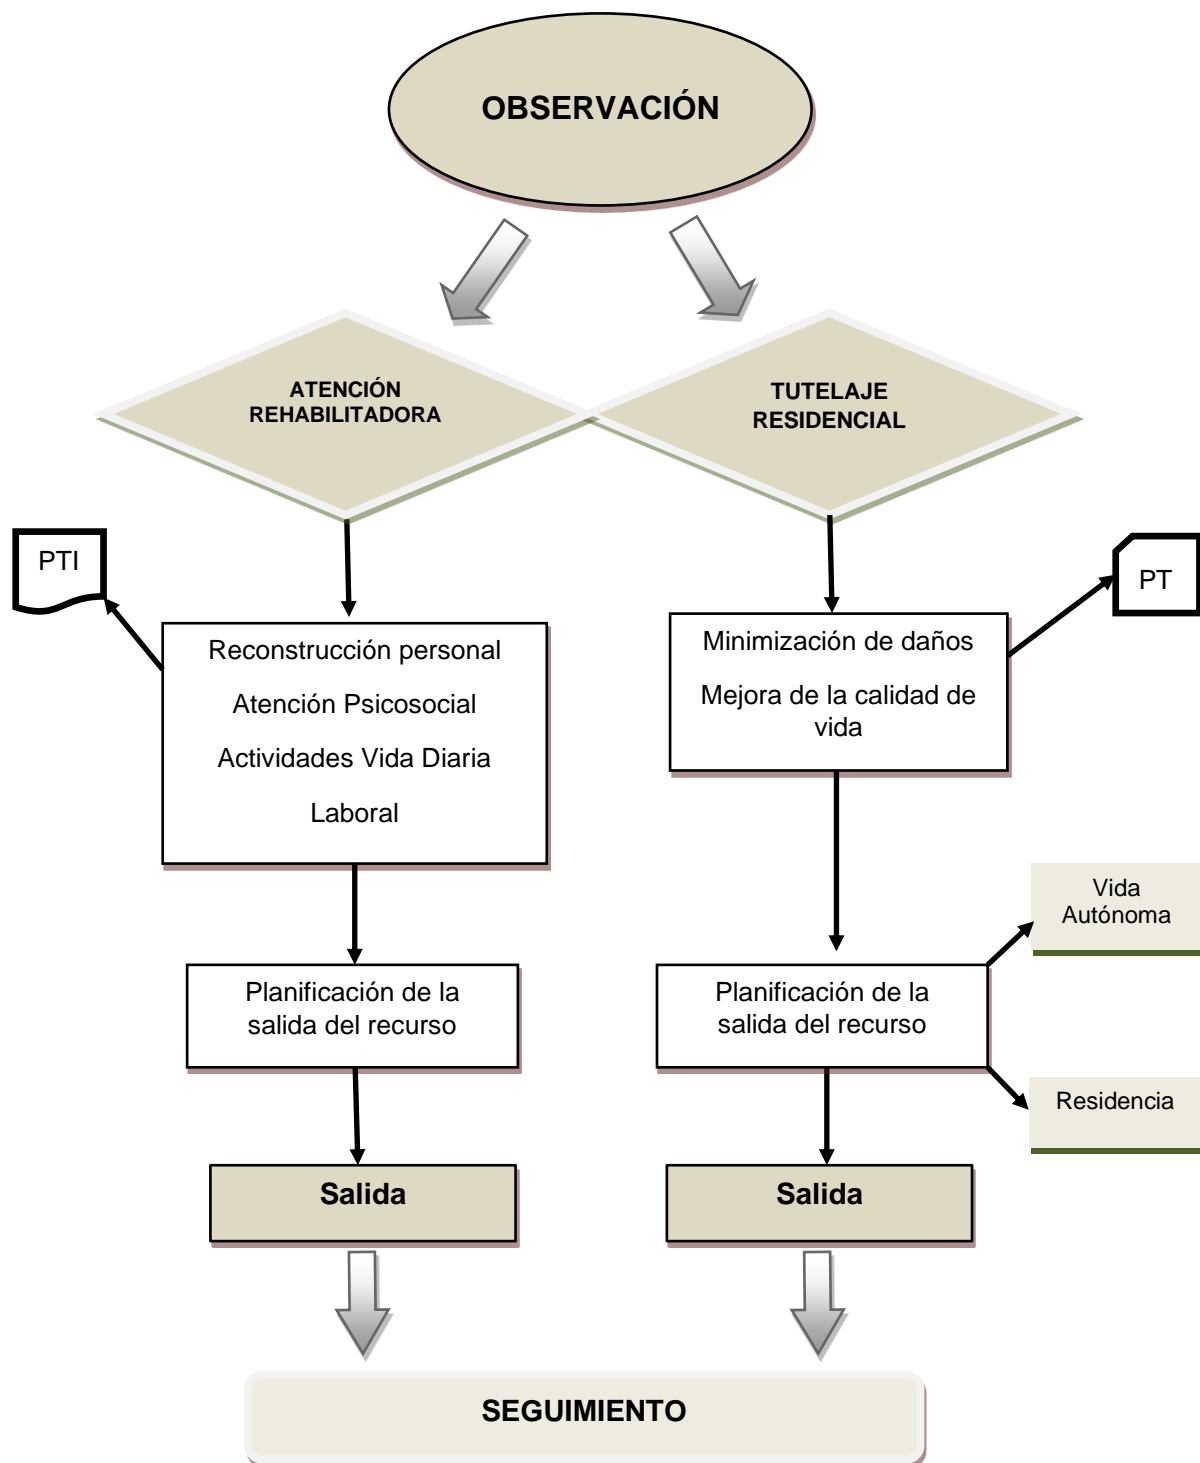 OBSERVACIÓN
ATENCIÓN
REHABILITADORA
TUTELAJE
RESIDENCIAL
PTI
PT
Reconstrucción personal
Atención Psicosocial
Actividades Vida Diaria
Laboral
Minimización de daños
Mejora de la calidad de
vida
Vida
Autónoma
Planificación de la
salida del recurso
Planificación de la
salida del recurso
Residencia
Salida
Salida
SEGUIMIENTO